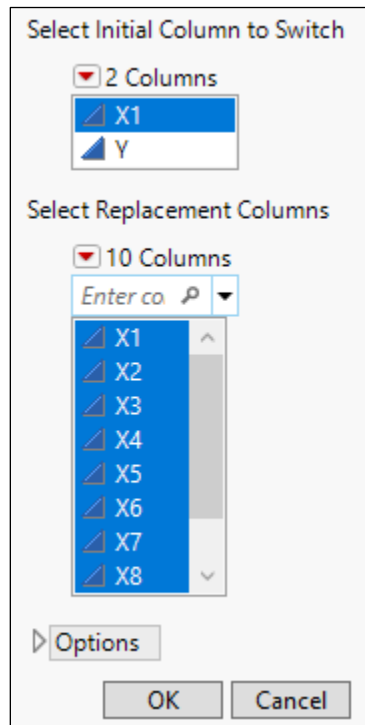 Select Initial Column to Switch
2 Columns
X1
Y
Select Replacement Columns
10 Columns
Enter co
X1
X2
X3
X4
X5
X6
X7
X8
Options
OK Cancel